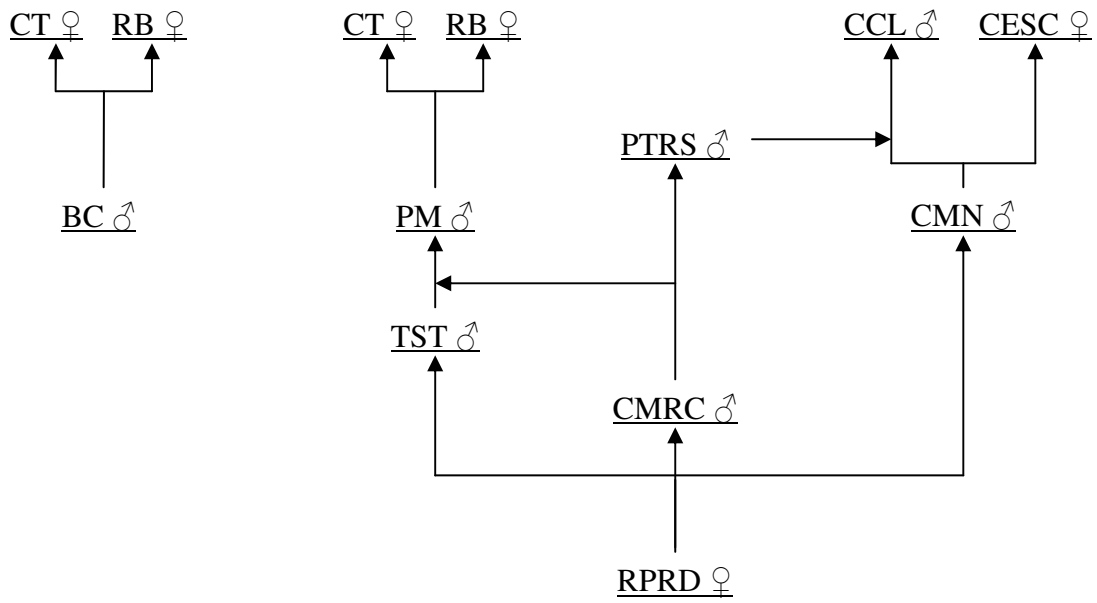 CT ♀ RB ♀ CT ♀ RB ♀ CCL ♂ CESC ♀
PTRS ♂
BC ♂ PM ♂ CMN ♂
TST ♂
CMRC ♂
RPRD ♀